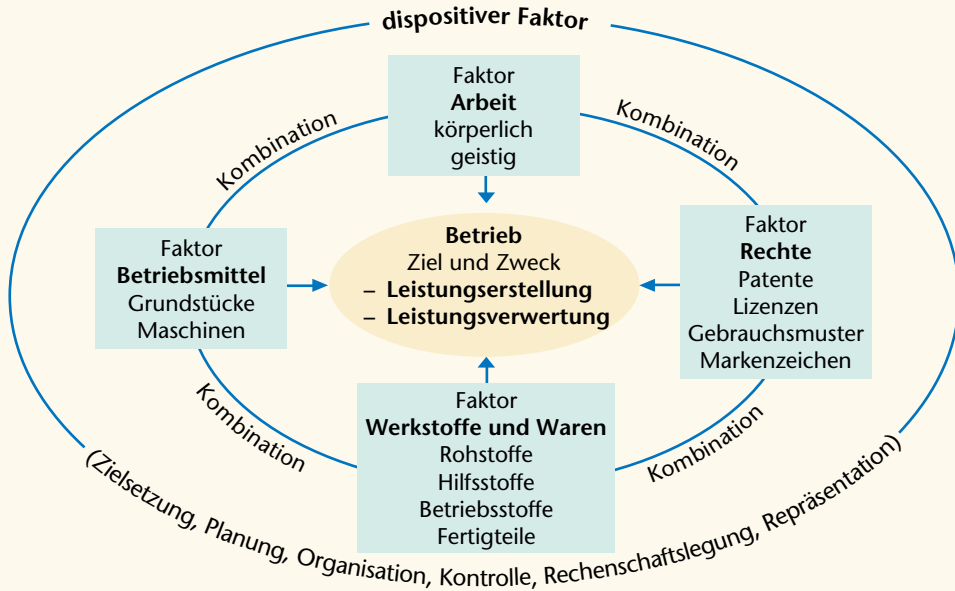 dispositiver Faktor
Faktor
Arbeit
körperlich
geistig
Kombination
Kombination
Faktor
Betriebsmittel
Grundstücke
Maschinen
Betrieb
Ziel und Zweck
– Leistungserstellung
– Leistungsverwertung
Faktor
Rechte
Patente
Lizenzen
Gebrauchsmuster
Markenzeichen
Kombination
Kombination
Faktor
Werkstoffe und Waren
Rohstoffe
Hilfsstoffe
Betriebsstoffe
Fertigteile
(Zielsetzung, Planung, Organisation, Kontrolle, Rechenschaftslegung, Repräsentation)